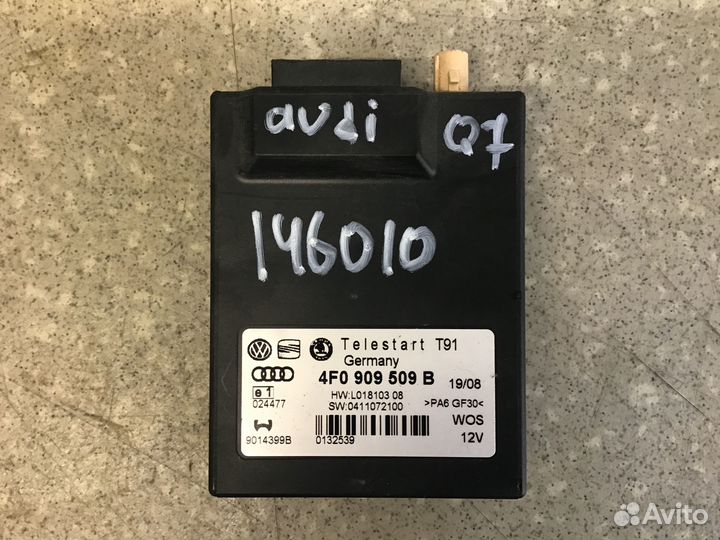 audi Q7
146010
Telestart T91
Germany
4F0 909 509 B 19/08
e1 HW:L018103 08 >PA6 GF30<
024477 SW:0411072100
WOS
9014399B 0132539 12V
Avito